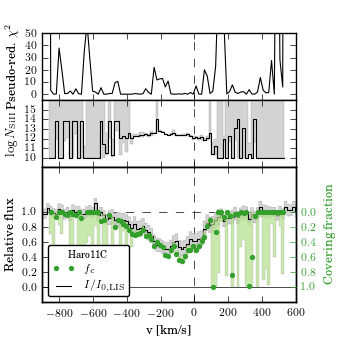 Pseudo-red. χ²
50
40
30
20
10
0
log N_SiII
15
14
13
12
11
10
Relative flux
1.0
0.8
0.6
0.4
0.2
0.0
Covering fraction
0.0
0.2
0.4
0.6
0.8
1.0
Haro11C
f_c
I/I_0,LIS
−800 −600 −400 −200 0 200 400 600
v [km/s]